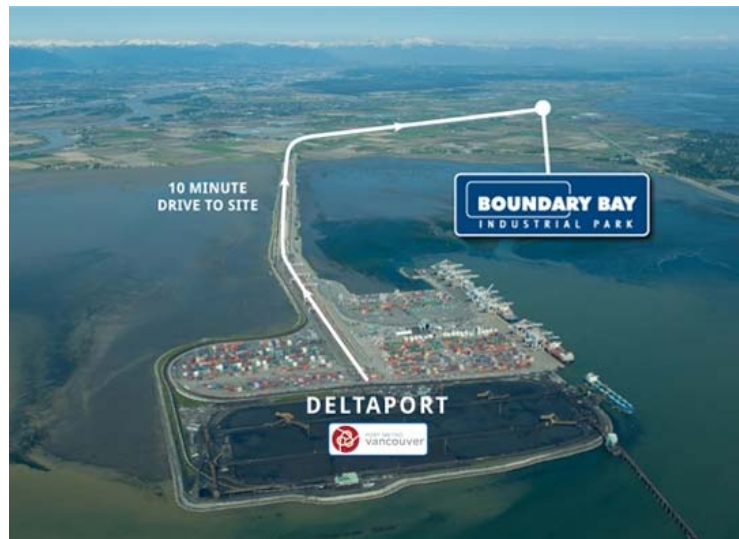 10 MINUTE
DRIVE TO SITE
BOUNDARY BAY
INDUSTRIAL PARK
DELTAPORT
PORT METRO
vancouver